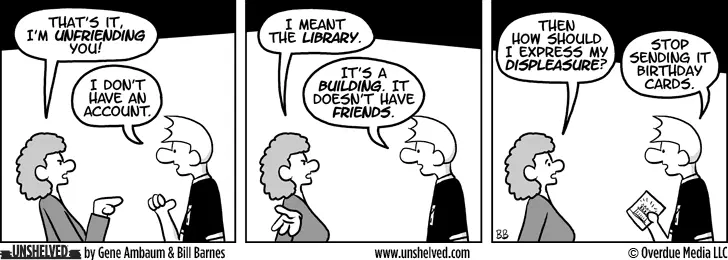 THAT'S IT,
I'M UNFRIENDING
YOU!
I DON'T
HAVE AN
ACCOUNT.
I MEANT
THE LIBRARY.
IT'S A
BUILDING. IT
DOESN'T HAVE
FRIENDS.
THEN
HOW SHOULD
I EXPRESS MY
DISPLEASURE?
STOP
SENDING IT
BIRTHDAY
CARDS.
BB
UNSHELVED by Gene Ambaum & Bill Barnes
www.unshelved.com
© Overdue Media LLC